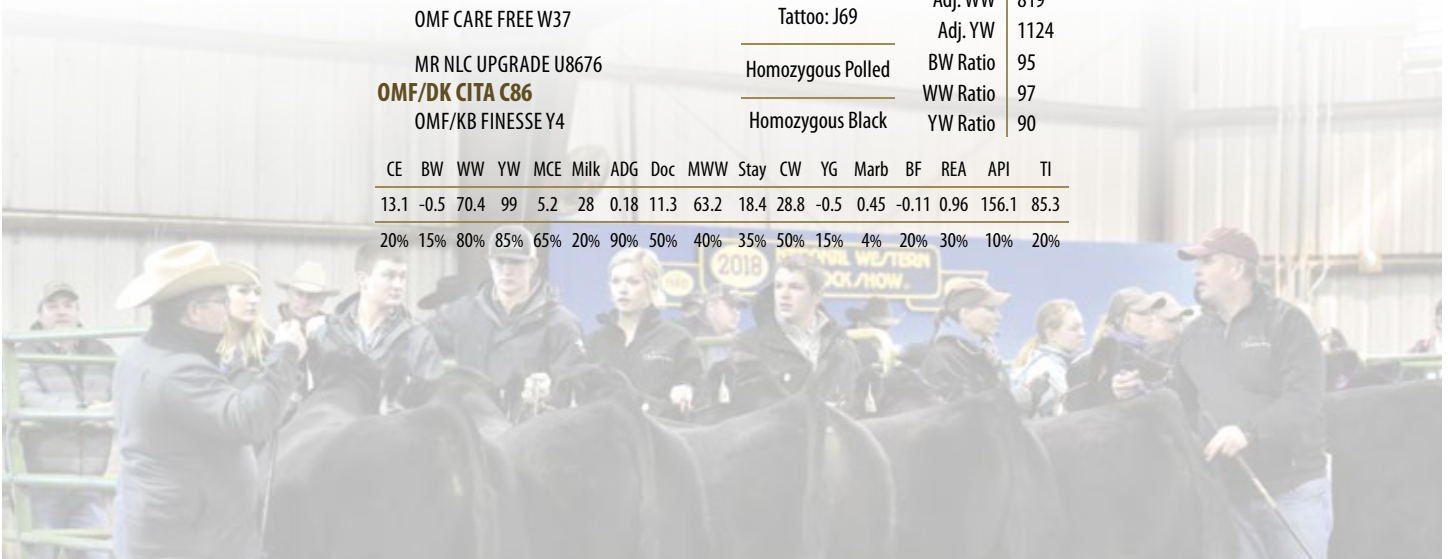 Adj. WW 819
OMF CARE FREE W37
Tattoo: J69
Adj. YW 1124
MR NLC UPGRADE U8676
Homozygous Polled
BW Ratio 95
OMF/DK CITA C86
WW Ratio 97
OMF/KB FINESSE Y4
Homozygous Black
YW Ratio 90
CE BW WW YW MCE Milk ADG Doc MWW Stay CW YG Marb BF REA API TI
13.1 -0.5 70.4 99 5.2 28 0.18 11.3 63.2 18.4 28.8 -0.5 0.45 -0.11 0.96 156.1 85.3
20% 15% 80% 85% 65% 20% 90% 50% 40% 35% 50% 15% 4% 20% 30% 10% 20%
2018
WESTERN